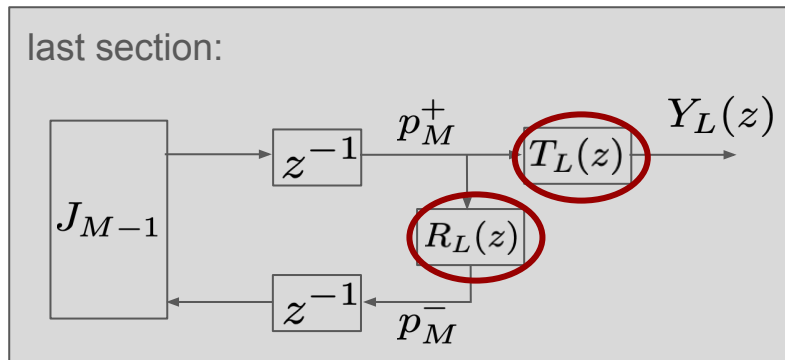 last section:
p_M^+
Y_L(z)
z^{-1}
T_L(z)
J_{M-1}
R_L(z)
z^{-1}
p_M^-